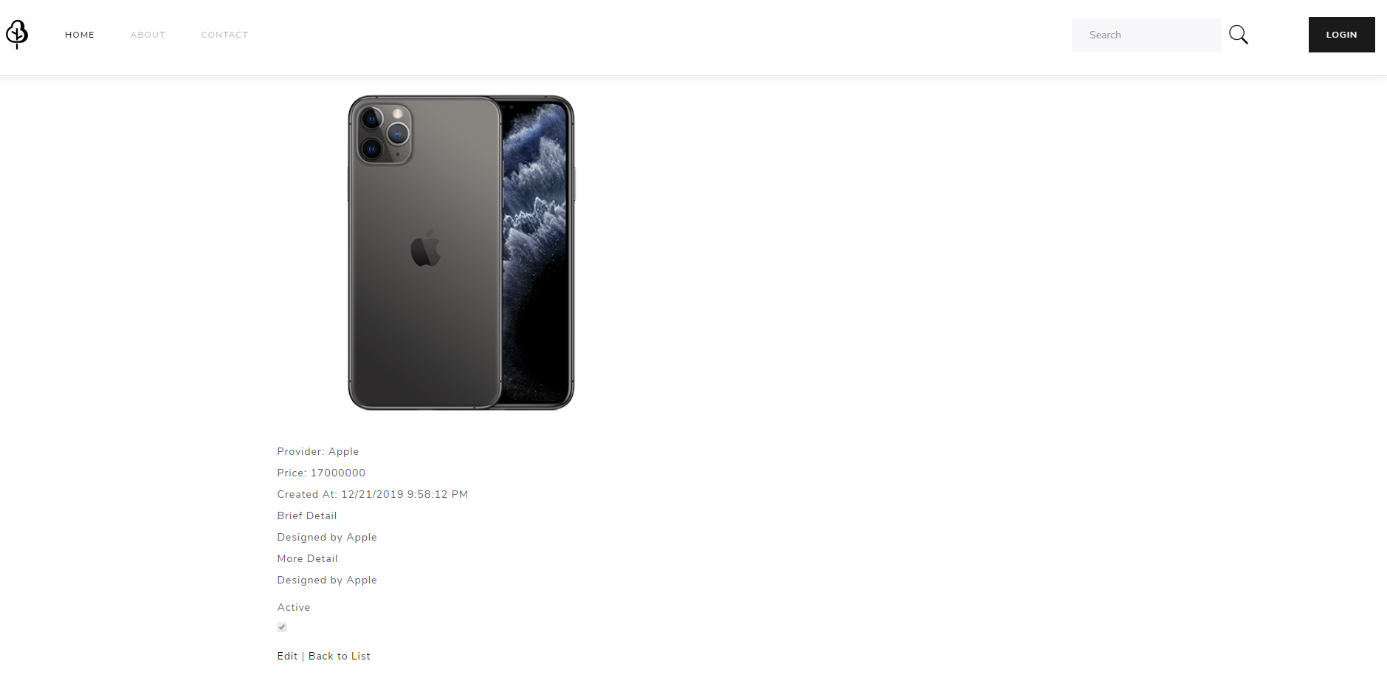 HOME ABOUT CONTACT Search LOGIN
Provider: Apple
Price: 17000000
Created At: 12/21/2019 9:58:12 PM
Brief Detail
Designed by Apple
More Detail
Designed by Apple
Active
Edit | Back to List